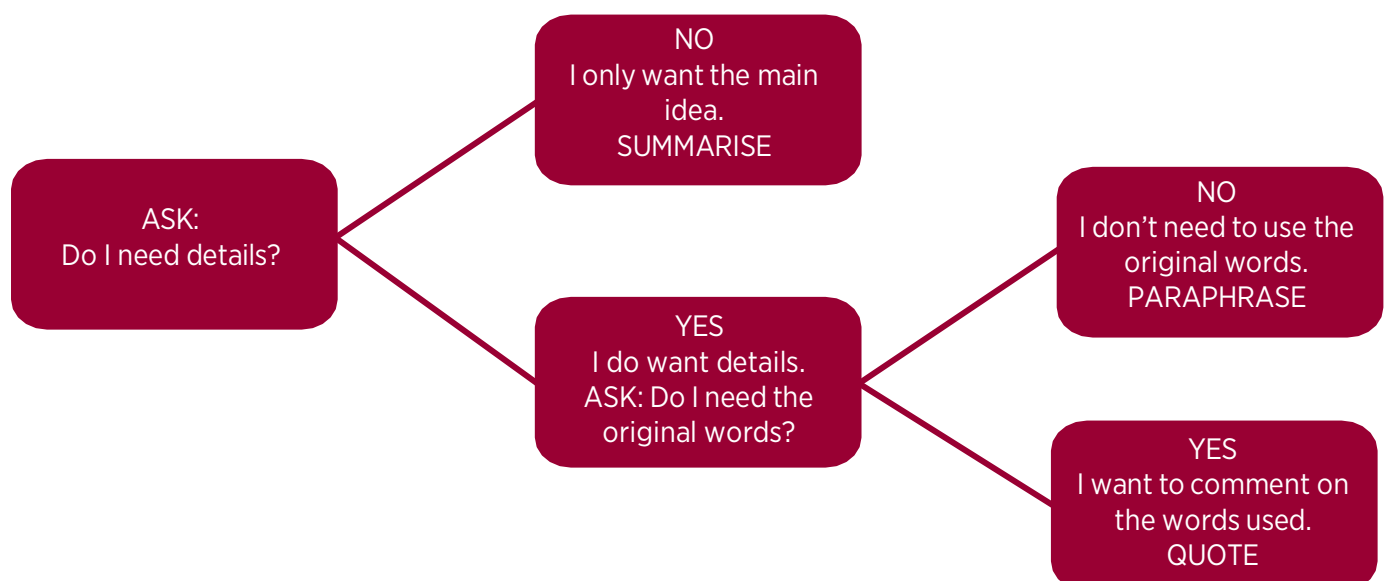 ASK:
Do I need details?
NO
I only want the main
idea.
SUMMARISE
YES
I do want details.
ASK: Do I need the
original words?
NO
I don’t need to use the
original words.
PARAPHRASE
YES
I want to comment on
the words used.
QUOTE